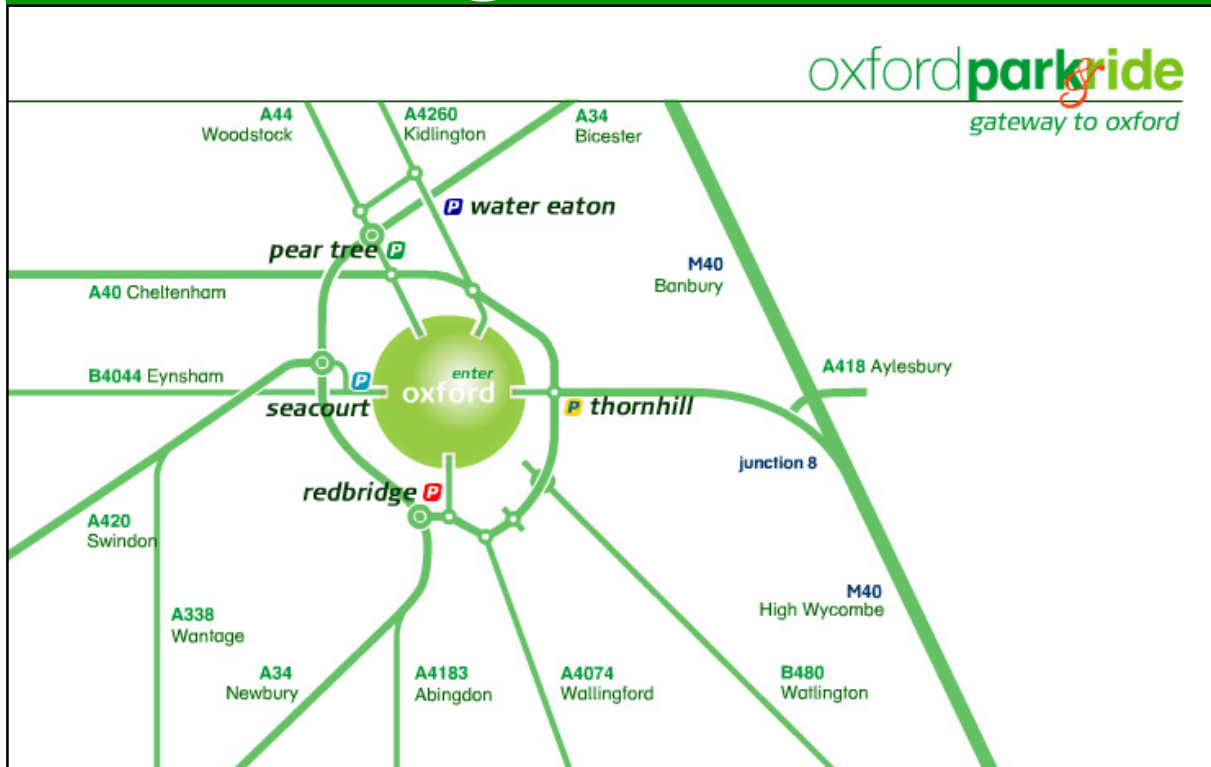 oxfordpark&ride
gateway to oxford
A44
Woodstock
A4260
Kidlington
A34
Bicester
P water eaton
pear tree P
M40
Banbury
A40 Cheltenham
A418 Aylesbury
B4044 Eynsham
P
enter
oxford
seacourt
P thornhill
junction 8
redbridge P
A420
Swindon
M40
High Wycombe
A338
Wantage
A34
Newbury
A4183
Abingdon
A4074
Wallingford
B480
Watlington